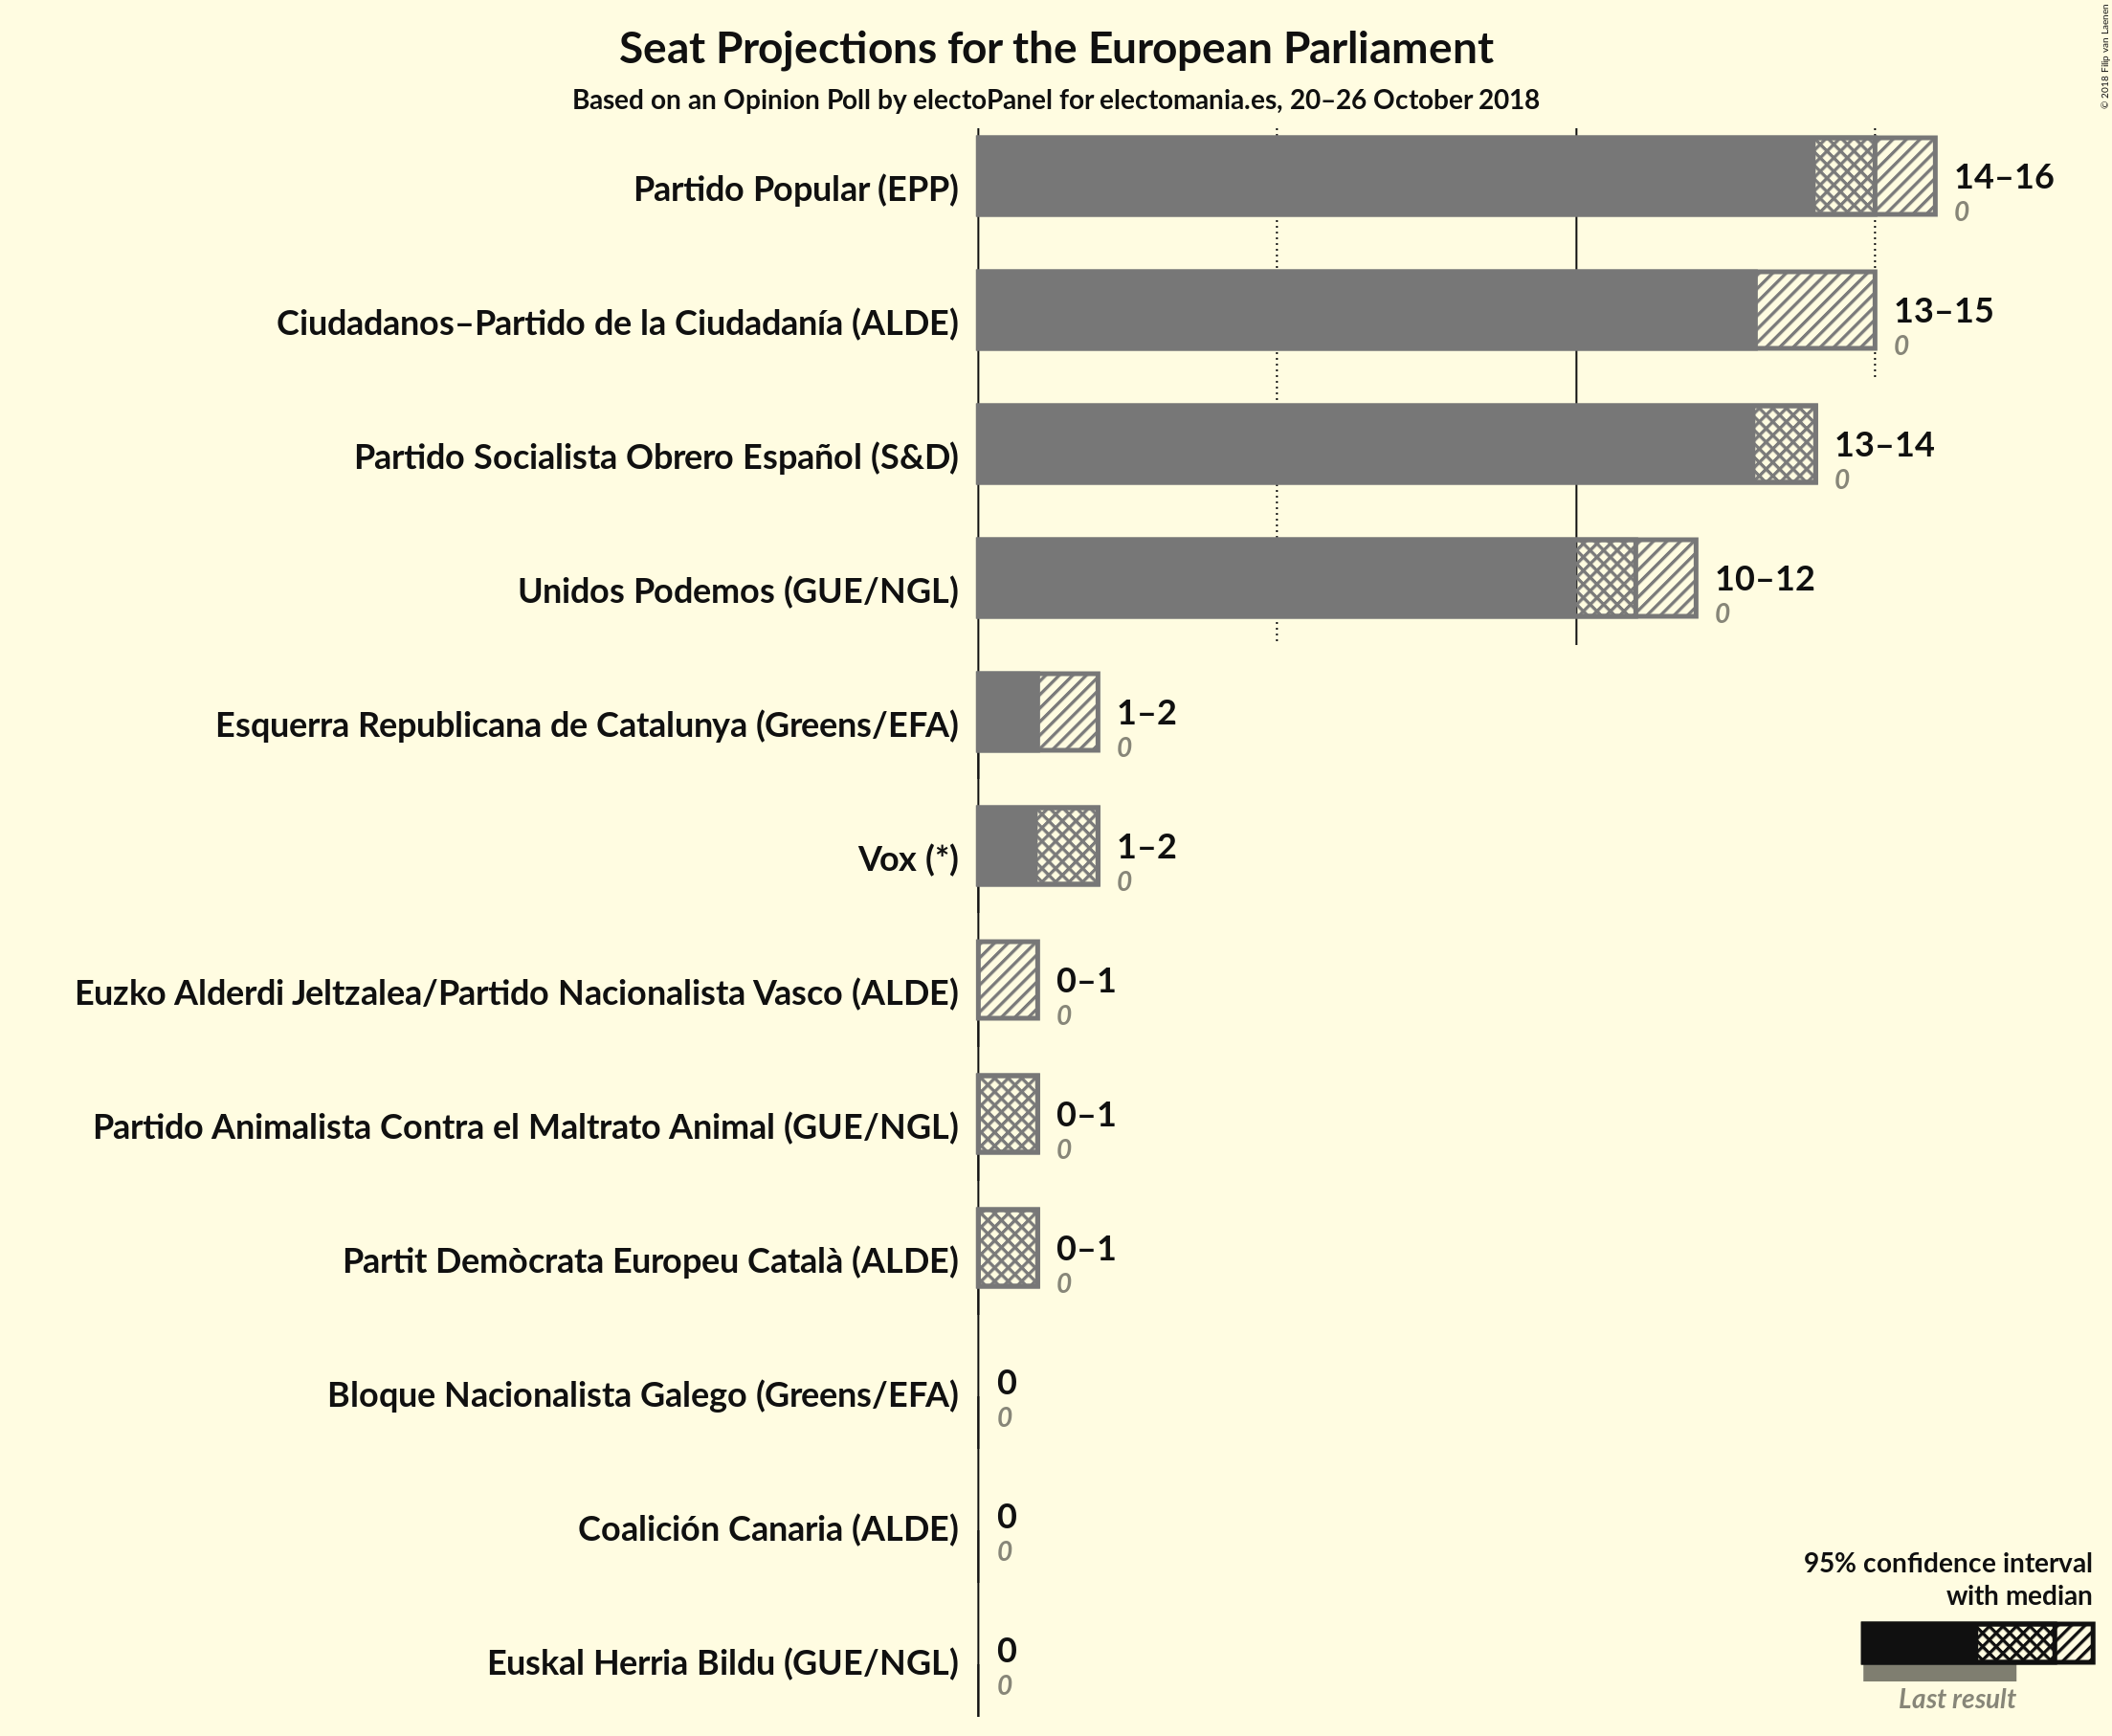 Seat Projections for the European Parliament
Based on an Opinion Poll by electoPanel for electomania.es, 20–26 October 2018
© 2018 Filip van Laenen
Partido Popular (EPP)
14–16
0
Ciudadanos–Partido de la Ciudadanía (ALDE)
13–15
0
Partido Socialista Obrero Español (S&D)
13–14
0
Unidos Podemos (GUE/NGL)
10–12
0
Esquerra Republicana de Catalunya (Greens/EFA)
1–2
0
Vox (*)
1–2
0
Euzko Alderdi Jeltzalea/Partido Nacionalista Vasco (ALDE)
0–1
0
Partido Animalista Contra el Maltrato Animal (GUE/NGL)
0–1
0
Partit Demòcrata Europeu Català (ALDE)
0–1
0
Bloque Nacionalista Galego (Greens/EFA)
0
0
Coalición Canaria (ALDE)
0
0
Euskal Herria Bildu (GUE/NGL)
0
0
95% confidence interval
with median
Last result